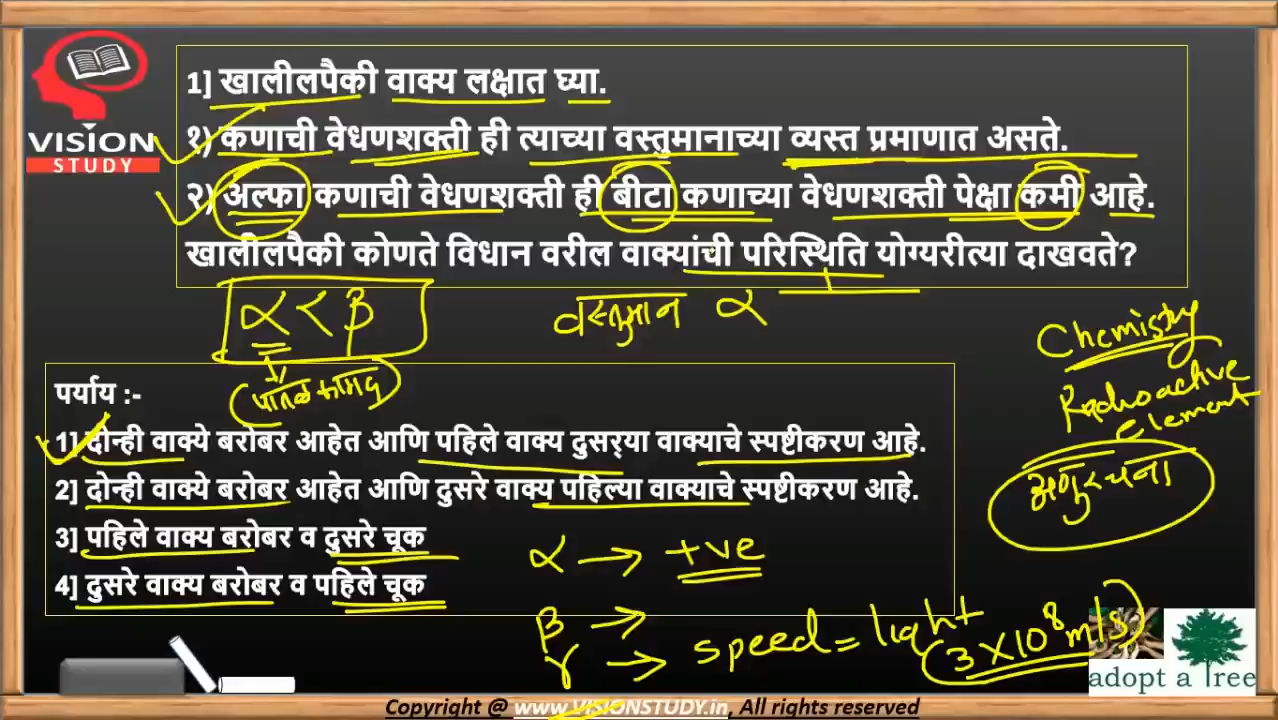 VISION
STUDY
1] खालीलपैकी वाक्य लक्षात घ्या.
१) कणाची वेधणशक्ती ही त्याच्या वस्तुमानाच्या व्यस्त प्रमाणात असते.
२) अल्फा कणाची वेधणशक्ती ही बीटा कणाच्या वेधणशक्ती पेक्षा कमी आहे.
खालीलपैकी कोणते विधान वरील वाक्यांची परिस्थिति योग्यरीत्या दाखवते?
α < β
वस्तुमान α
Chemistry
Radioactive
element
अणुरचना
पर्याय :-
1] दोन्ही वाक्ये बरोबर आहेत आणि पहिले वाक्य दुसऱ्या वाक्याचे स्पष्टीकरण आहे.
2] दोन्ही वाक्ये बरोबर आहेत आणि दुसरे वाक्य पहिल्या वाक्याचे स्पष्टीकरण आहे.
3] पहिले वाक्य बरोबर व दुसरे चूक
4] दुसरे वाक्य बरोबर व पहिले चूक
α → +ve
β →
γ → speed = light (3 X 10⁸ m/s)
adopt a Tree
Copyright @ www.VISIONSTUDY.in, All rights reserved